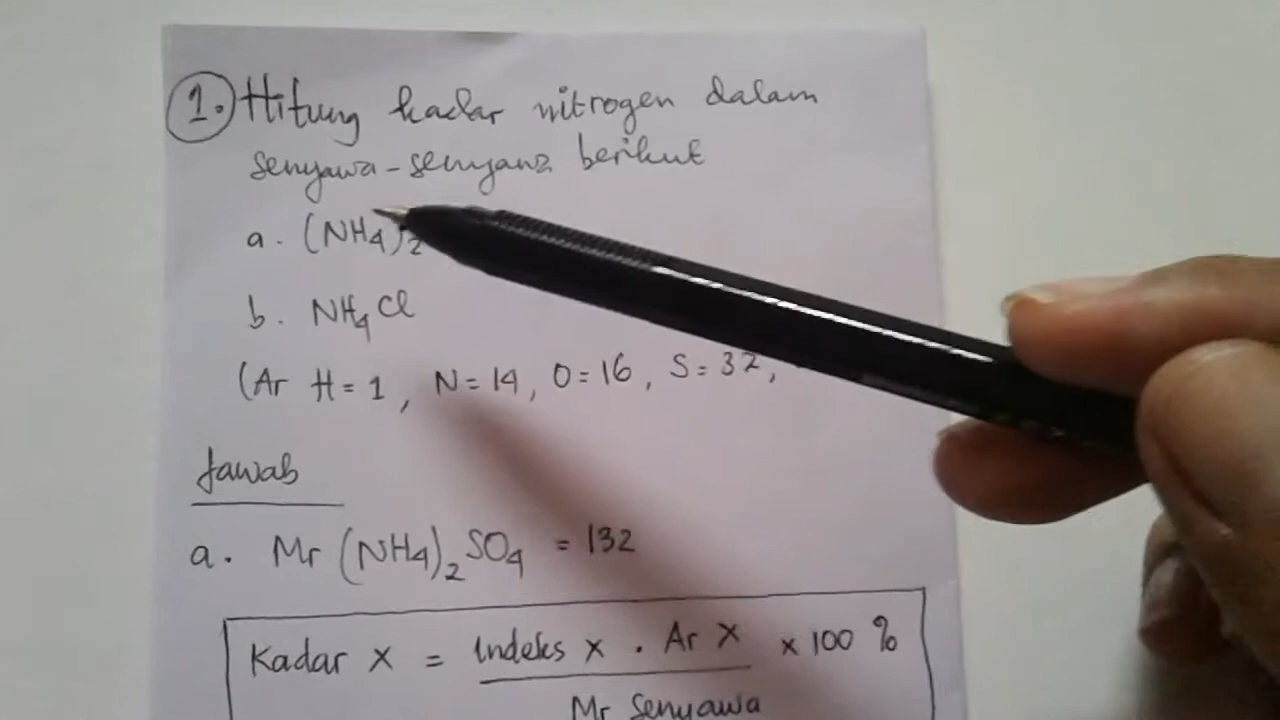 1. Hitung kadar nitrogen dalam
senyawa-senyawa berikut
a. (NH4)2
b. NH4Cl
(Ar H = 1, N = 14, O = 16, S = 32,
Jawab
a. Mr (NH4)2SO4 = 132
Kadar X = Indeks X . Ar X x 100 %
Mr Senyawa